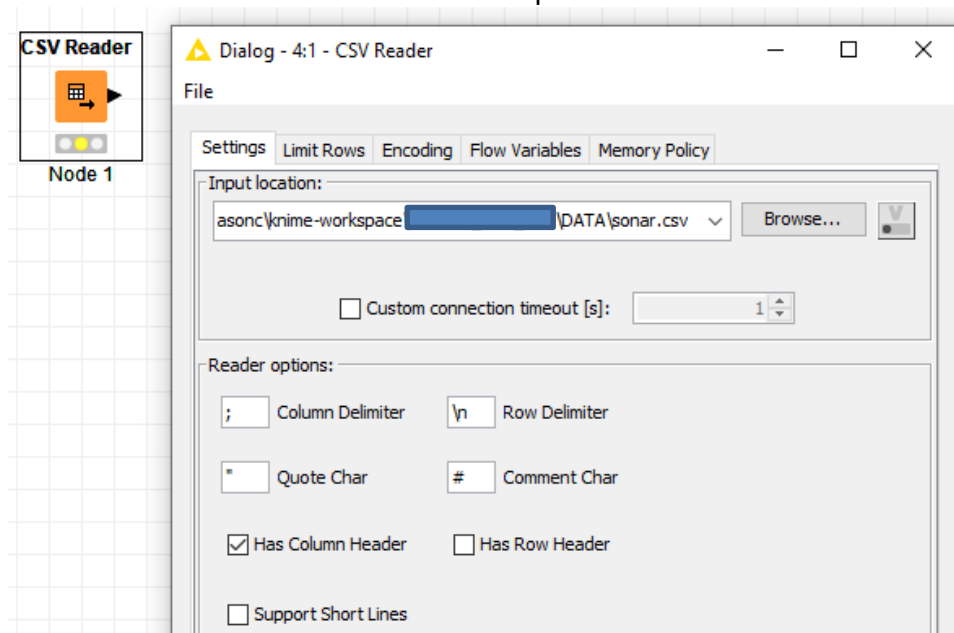 CSV Reader
Node 1
Dialog - 4:1 - CSV Reader
File
Settings Limit Rows Encoding Flow Variables Memory Policy
Input location:
asonc\knime-workspace \DATA\sonar.csv Browse... V
Custom connection timeout [s]: 1
Reader options:
; Column Delimiter \n Row Delimiter
" Quote Char # Comment Char
Has Column Header Has Row Header
Support Short Lines